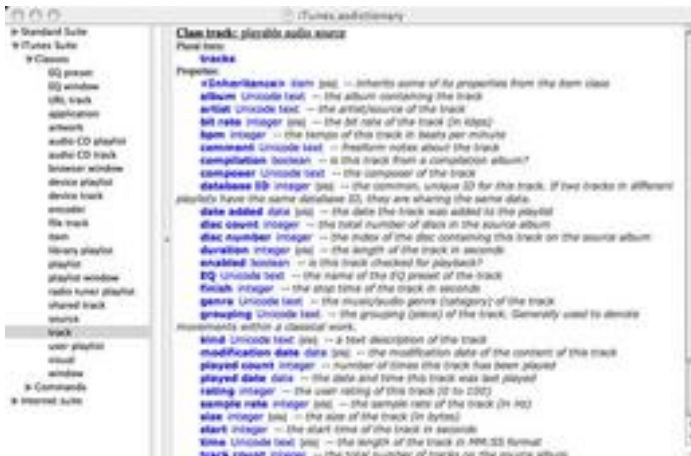 iTunes.asdictionary
Standard Suite
iTunes Suite
Classes
EQ preset
EQ window
URL track
application
artwork
audio CD playlist
audio CD track
browser window
device playlist
device track
encoder
file track
item
library playlist
playlist
playlist window
radio tuner playlist
shared track
source
track
user playlist
visual
window
Commands
Internet suite
Class track: playable audio source
Plural form:
tracks
Properties:
<Inheritance> item [r/o] -- inherits some of its properties from the item class
album Unicode text -- the album containing the track
artist Unicode text -- the artist/source of the track
bit rate integer [r/o] -- the bit rate of the track (in kbps)
bpm integer -- the tempo of this track in beats per minute
comment Unicode text -- freeform notes about the track
compilation boolean -- is this track from a compilation album?
composer Unicode text -- the composer of the track
database ID integer [r/o] -- the common, unique ID for this track. If two tracks in different
playlists have the same database ID, they are sharing the same data.
date added date [r/o] -- the date the track was added to the playlist
disc count integer -- the total number of discs in the source album
disc number integer -- the index of the disc containing this track on the source album
duration integer [r/o] -- the length of the track in seconds
enabled boolean -- is this track checked for playback?
EQ Unicode text -- the name of the EQ preset of the track
finish integer -- the stop time of the track in seconds
genre Unicode text -- the music/audio genre (category) of the track
grouping Unicode text -- the grouping (piece) of the track. Generally used to denote
movements within a classical work.
kind Unicode text [r/o] -- a text description of the track
modification date date [r/o] -- the modification date of the content of this track
played count integer -- number of times this track has been played
played date date -- the date and time this track was last played
rating integer -- the user rating of this track (0 to 100)
sample rate integer [r/o] -- the sample rate of the track (in Hz)
size integer [r/o] -- the size of the track (in bytes)
start integer -- the start time of the track in seconds
time Unicode text [r/o] -- the length of the track in MM:SS format
track count integer -- the total number of tracks on the source album